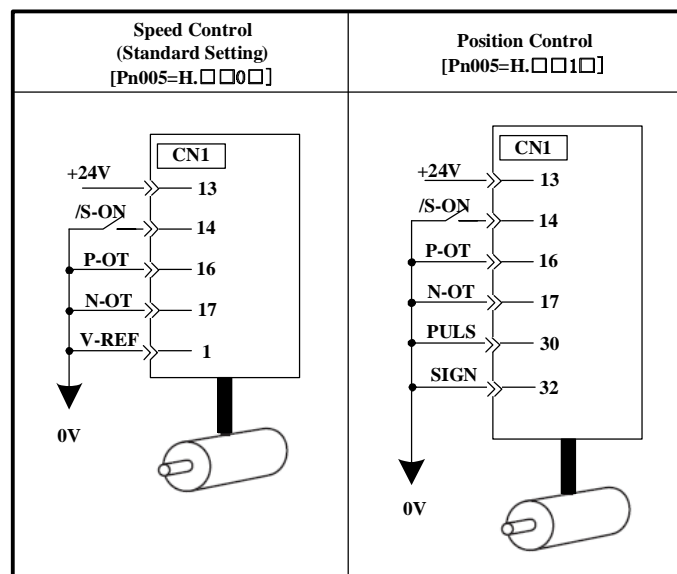 Speed Control
(Standard Setting)
[Pn005=H.□□0□]
CN1
+24V
13
/S-ON
14
P-OT
16
N-OT
17
V-REF
1
0V
Position Control
[Pn005=H.□□1□]
CN1
+24V
13
/S-ON
14
P-OT
16
N-OT
17
PULS
30
SIGN
32
0V